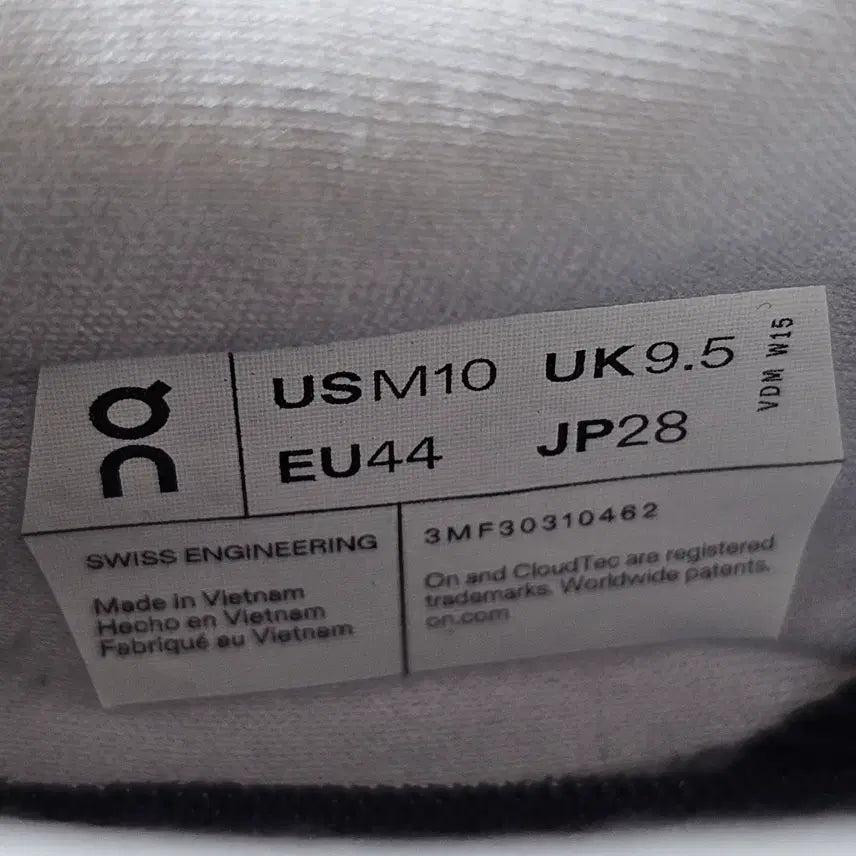 ON
USM10 UK9.5
EU44 JP28
VDM W15
SWISS ENGINEERING
Made in Vietnam
Hecho en Vietnam
Fabriqué au Vietnam
3MF30310462
On and CloudTec are registered
trademarks. Worldwide patents.
on.com